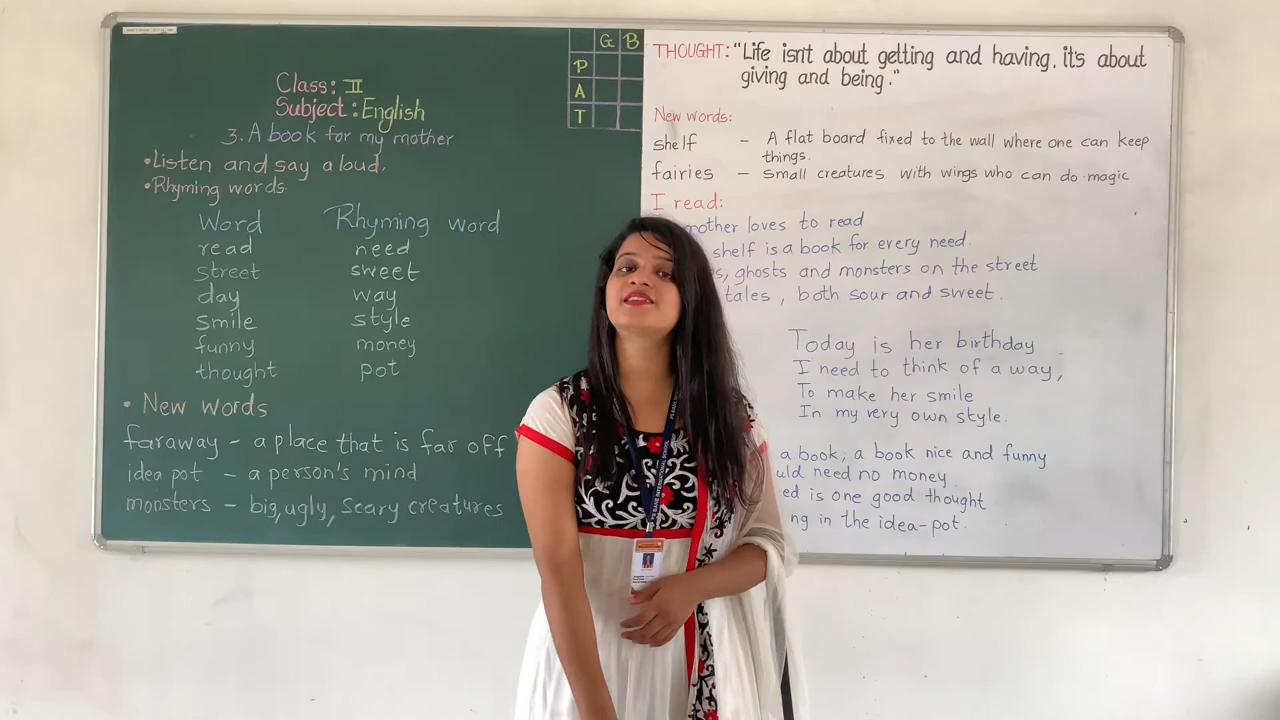 G B
P
A
T
Class: II
Subject: English
3. A book for my mother
• Listen and say aloud.
• Rhyming words
Word Rhyming word
read need
street sweet
day way
smile style
funny money
thought pot
• New words
faraway - a place that is far off
idea pot - a person's mind
monsters - big, ugly, scary creatures
THOUGHT: "Life isn't about getting and having, it's about
giving and being."
New words:
shelf - A flat board fixed to the wall where one can keep
things.
fairies - small creatures with wings who can do magic
I read:
mother loves to read
shelf is a book for every need.
ghosts and monsters on the street
tales, both sour and sweet.
Today is her birthday
I need to think of a way,
To make her smile
In my very own style.
a book, a book nice and funny
need no money.
is one good thought
in the idea-pot.
INTERNATIONAL SCHOOL